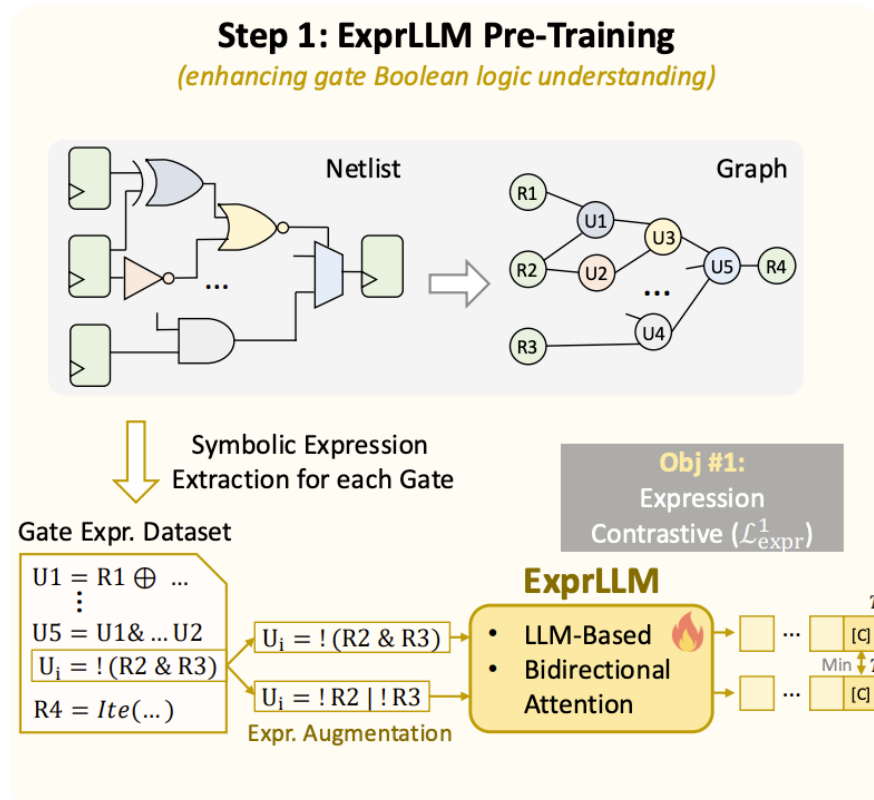 Step 1: ExprLLM Pre-Training
(enhancing gate Boolean logic understanding)
Netlist
Graph
R1
U1
U3
R2
U2
U5
R4
...
...
U4
R3
Symbolic Expression
Extraction for each Gate
Obj #1:
Expression
Contrastive (ℒ¹expr)
Gate Expr. Dataset
U1 = R1 ⊕ ...
⋮
U5 = U1& ... U2
Uᵢ = ! (R2 & R3)
R4 = Ite(...)
Uᵢ = ! (R2 & R3)
Uᵢ = ! R2 | ! R3
Expr. Augmentation
ExprLLM
• LLM-Based
• Bidirectional
Attention
... [C]
Min
... [C]